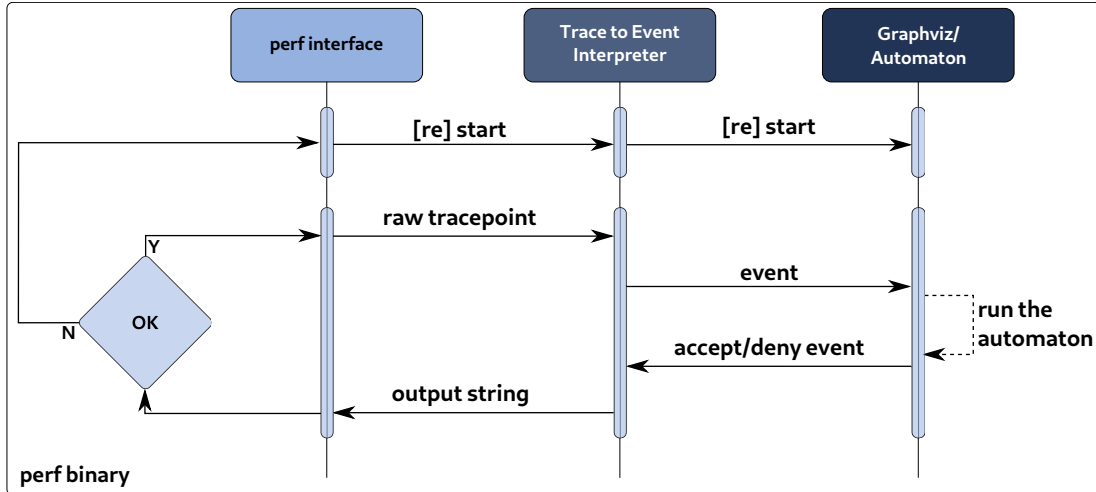 perf interface
Trace to Event
Interpreter
Graphviz/
Automaton
[re] start
[re] start
raw tracepoint
Y
event
OK
N
run the
automaton
accept/deny event
output string
perf binary